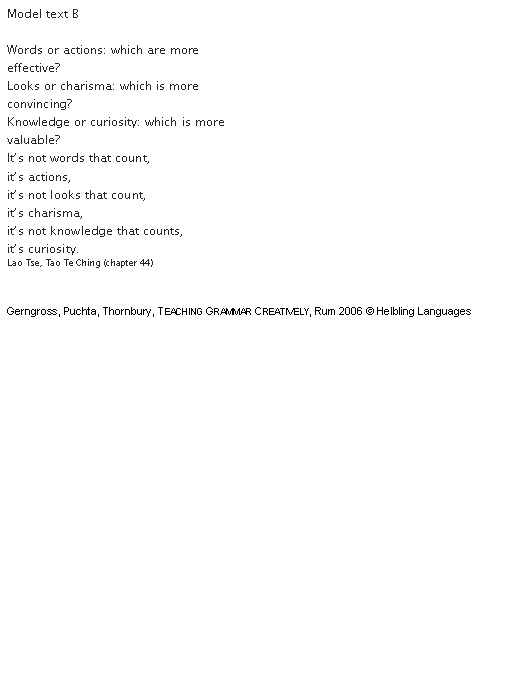 Model text B
Words or actions: which are more
effective?
Looks or charisma: which is more
convincing?
Knowledge or curiosity: which is more
valuable?
It's not words that count,
it's actions,
it's not looks that count,
it's charisma,
it's not knowledge that counts,
it's curiosity.
Lao Tse, Tao Te Ching (chapter 44)
Gerngross, Puchta, Thornbury, TEACHING GRAMMAR CREATIVELY, Rum 2006 © Helbling Languages